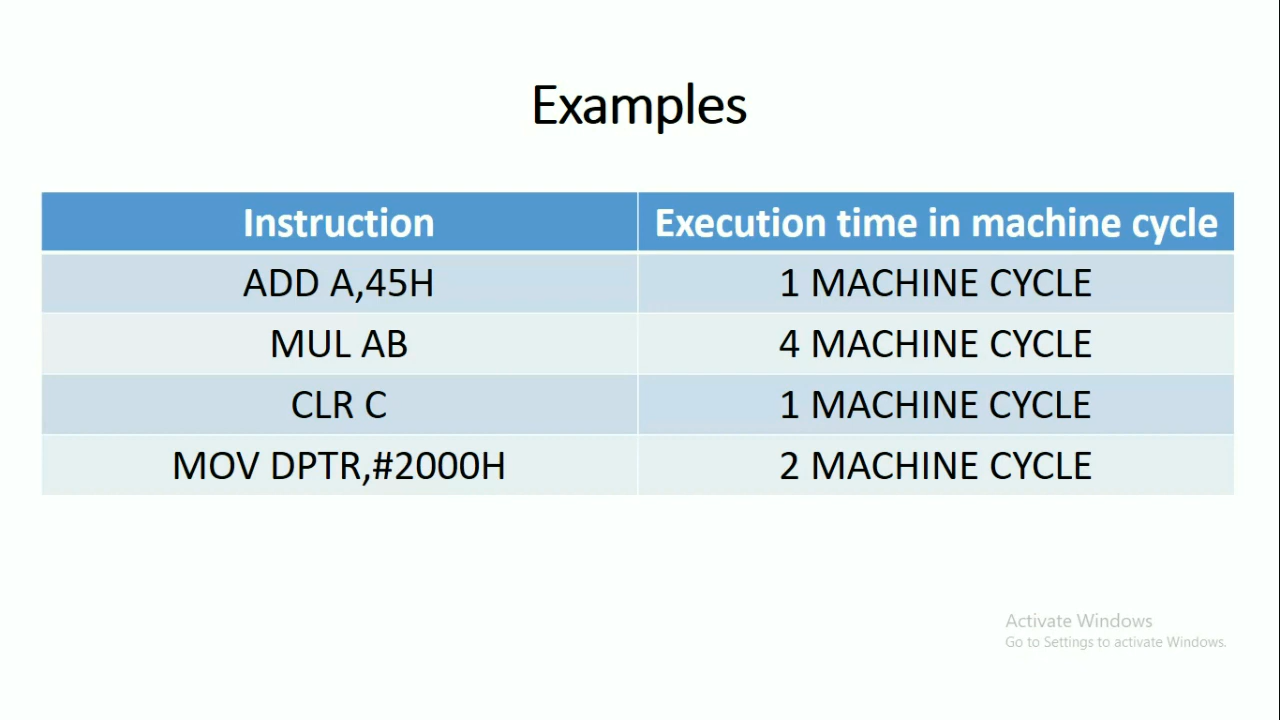 Examples
Instruction Execution time in machine cycle
ADD A,45H 1 MACHINE CYCLE
MUL AB 4 MACHINE CYCLE
CLR C 1 MACHINE CYCLE
MOV DPTR,#2000H 2 MACHINE CYCLE
Activate Windows
Go to Settings to activate Windows.